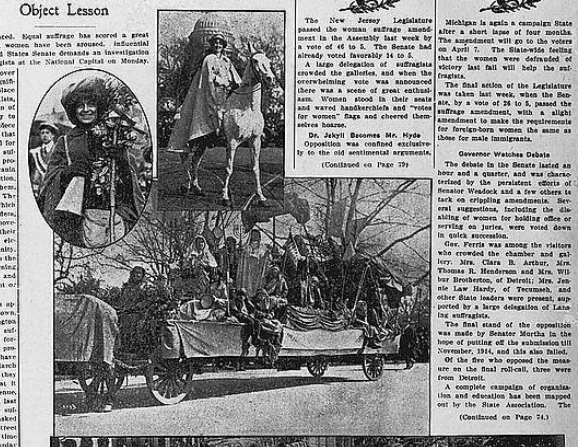 Object Lesson
ced. Equal suffrage has scored a great
women have been aroused. Influential
States Senate demands an investigation
gists at the National Capital on Monday.
The New Jersey Legislature
passed the woman suffrage amend-
ment in the Assembly last week by
a vote of 46 to 5. The Senate had
already voted favorably 14 to 5.
A large delegation of suffragists
crowded the galleries, and when the
overwhelming vote was announced
there was a scene of great enthusi-
asm. Women stood in their seats
and waved handkerchiefs and "votes
for women" flags and cheered them-
selves hoarse.
Dr. Jekyll Becomes Mr. Hyde
Opposition was confined exclusive-
ly to the old sentimental arguments,
(Continued on Page 79)
Michigan is again a campaign State
after a short lapse of four months.
The amendment will go to the voters
on April 7. The State-wide feeling
that the women were defrauded of
victory last fall will help the suf-
fragists.
The final action of the Legislature
was taken last week, when the Sen-
ate, by a vote of 26 to 5, passed the
suffrage amendment, with a slight
amendment to make the requirements
for foreign-born women the same as
those for male immigrants.
Governor Watches Debate
The debate in the Senate lasted an
hour and a quarter, and was charac-
terized by the persistent efforts of
Senator Weadock and a few others to
tack on crippling amendments. Sev-
eral suggestions, including the dis-
abling of women for holding office or
serving on juries, were voted down
in quick succession.
Gov. Ferris was among the visitors
who crowded the chamber and gal-
lery. Mrs. Clara B. Arthur, Mrs.
Thomas R. Henderson and Mrs. Wil-
bur Brotherton, of Detroit; Mrs. Jen-
nie Law Hardy, of Tecumseh, and
other State leaders were present, sup-
ported by a large delegation of Lans-
ing suffragists.
The final stand of the opposition
was made by Senator Murtha in the
hope of putting off the submission till
November, 1914, and this also failed.
Of the five who opposed the meas-
ure on the final roll-call, three were
from Detroit.
A complete campaign of organiza-
tion and education has been mapped
out by the State Association. The
(Continued on Page 74.)